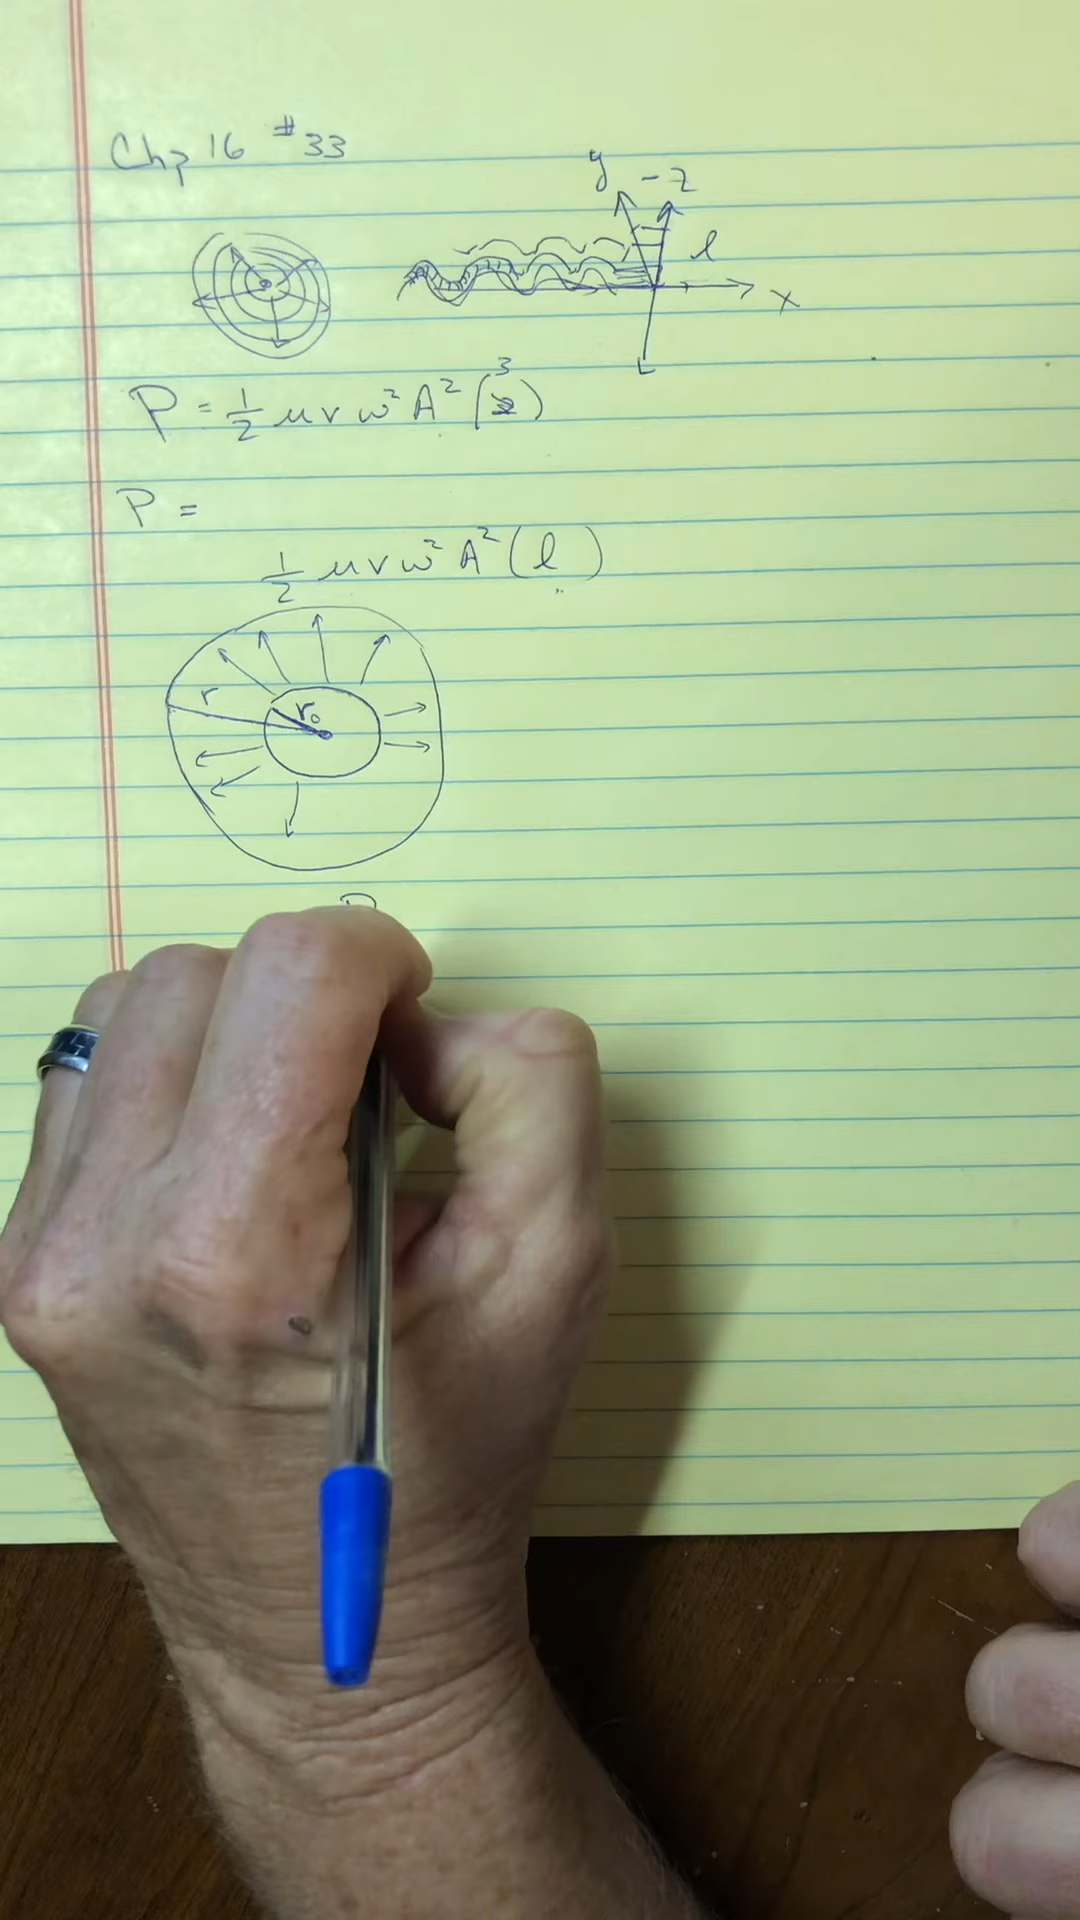 Chp 16 #33
y -z
l
x
P = 1/2 μ v ω² A² (3)
P =
1/2 μ v ω² A² (l )
r
r₀